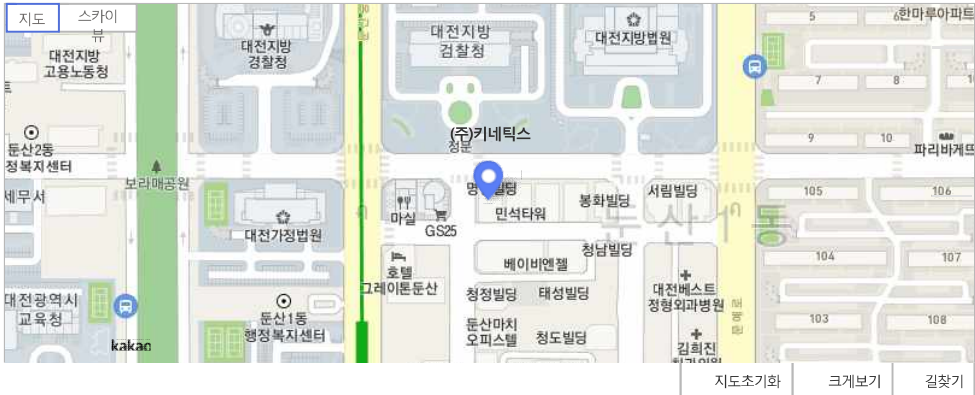 지도
스카이
뷰
대전지방
고용노동청
대전지방
경찰청
대전지방
검찰청
대전지방법원
5
6
한마루아파트
7
8
9
10
파리바게뜨
둔산2동
정복지센터
보라매공원
(주)키네틱스
정문
세무서
대전가정법원
마실
GS25
빌딩
민석타워
봉화빌딩
서림빌딩
둔산1동
105
106
청남빌딩
104
107
베이비엔젤
호텔
그레이톤둔산
청정빌딩
태성빌딩
대전베스트
정형외과병원
대전광역시
교육청
둔산1동
행정복지센터
둔산마치
오피스텔
청도빌딩
103
108
문예로
김희진
kakao
지도초기화
크게보기
길찾기